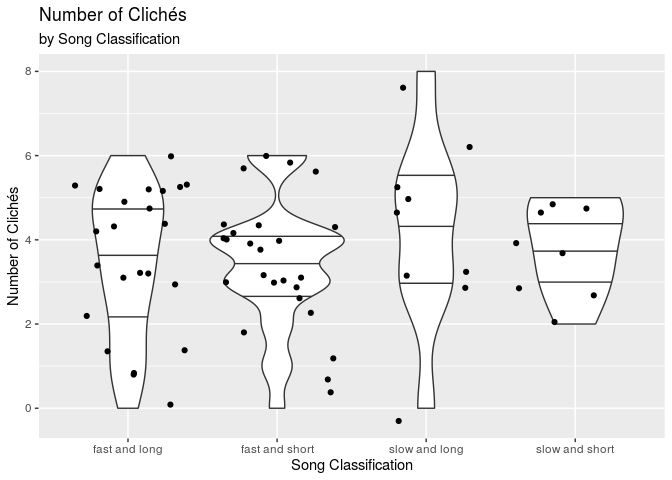 Number of Clichés
by Song Classification
Number of Clichés
8
6
4
2
0
fast and long
fast and short
slow and long
slow and short
Song Classification